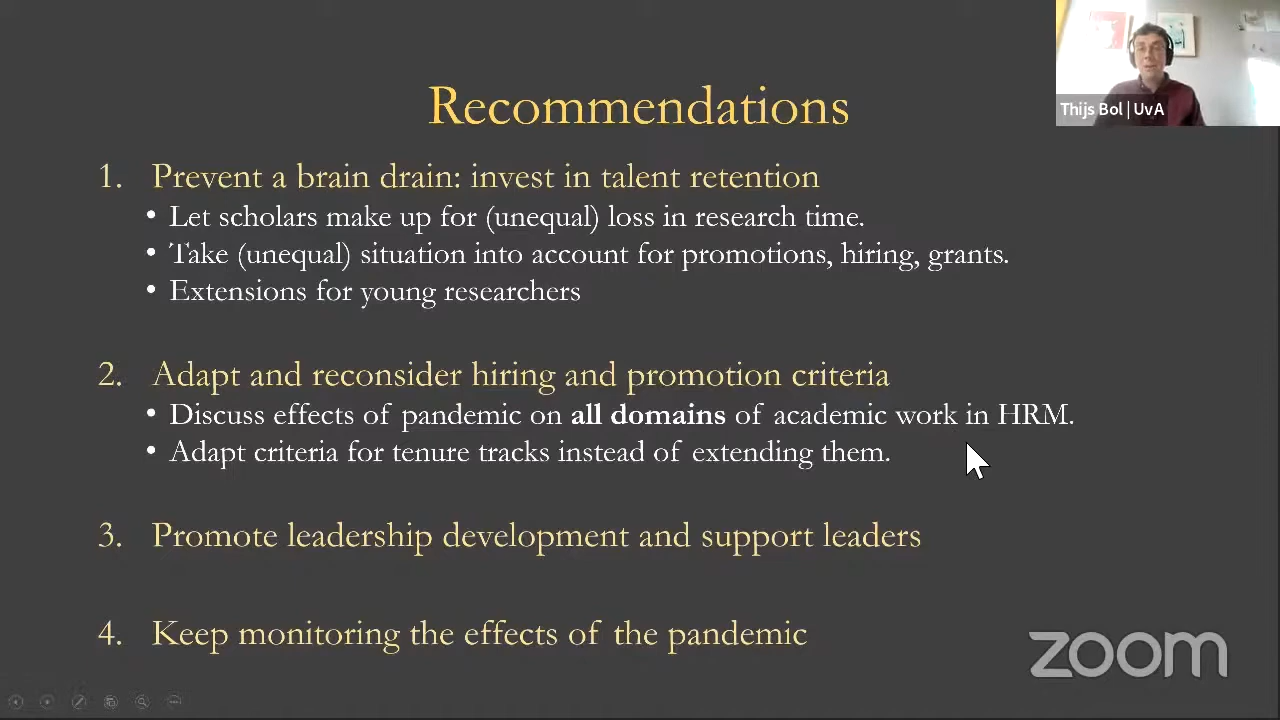 Recommendations
Thijs Bol | UvA
1. Prevent a brain drain: invest in talent retention
• Let scholars make up for (unequal) loss in research time.
• Take (unequal) situation into account for promotions, hiring, grants.
• Extensions for young researchers
2. Adapt and reconsider hiring and promotion criteria
• Discuss effects of pandemic on all domains of academic work in HRM.
• Adapt criteria for tenure tracks instead of extending them.
3. Promote leadership development and support leaders
4. Keep monitoring the effects of the pandemic
zoom